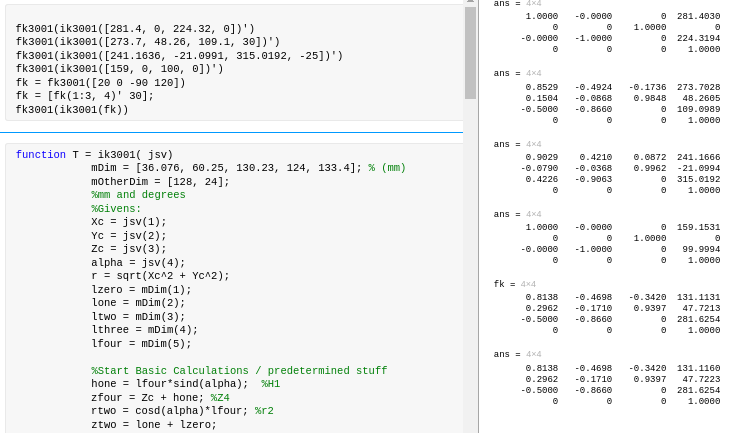 fk3001(ik3001([281.4, 0, 224.32, 0])')
fk3001(ik3001([273.7, 48.26, 109.1, 30])')
fk3001(ik3001([241.1636, -21.0991, 315.0192, -25])')
fk3001(ik3001([159, 0, 100, 0])')
fk = fk3001([20 0 -90 120])
fk = [fk(1:3, 4)' 30];
fk3001(ik3001(fk))
function T = ik3001( jsv)
mDim = [36.076, 60.25, 130.23, 124, 133.4]; % (mm)
mOtherDim = [128, 24];
%mm and degrees
%Givens:
Xc = jsv(1);
Yc = jsv(2);
Zc = jsv(3);
alpha = jsv(4);
r = sqrt(Xc^2 + Yc^2);
lzero = mDim(1);
lone = mDim(2);
ltwo = mDim(3);
lthree = mDim(4);
lfour = mDim(5);
%Start Basic Calculations / predetermined stuff
hone = lfour*sind(alpha);  %H1
zfour = Zc + hone; %Z4
rtwo = cosd(alpha)*lfour; %r2
ztwo = lone + lzero;
ans = 4×4
1.0000 -0.0000 0 281.4030
0 0 1.0000 0
-0.0000 -1.0000 0 224.3194
0 0 0 1.0000
ans = 4×4
0.8529 -0.4924 -0.1736 273.7028
0.1504 -0.0868 0.9848 48.2605
-0.5000 -0.8660 0 109.0989
0 0 0 1.0000
ans = 4×4
0.9029 0.4210 0.0872 241.1666
-0.0790 -0.0368 0.9962 -21.0994
0.4226 -0.9063 0 315.0192
0 0 0 1.0000
ans = 4×4
1.0000 -0.0000 0 159.1531
0 0 1.0000 0
-0.0000 -1.0000 0 99.9994
0 0 0 1.0000
fk = 4×4
0.8138 -0.4698 -0.3420 131.1131
0.2962 -0.1710 0.9397 47.7213
-0.5000 -0.8660 0 281.6254
0 0 0 1.0000
ans = 4×4
0.8138 -0.4698 -0.3420 131.1160
0.2962 -0.1710 0.9397 47.7223
-0.5000 -0.8660 0 281.6254
0 0 0 1.0000